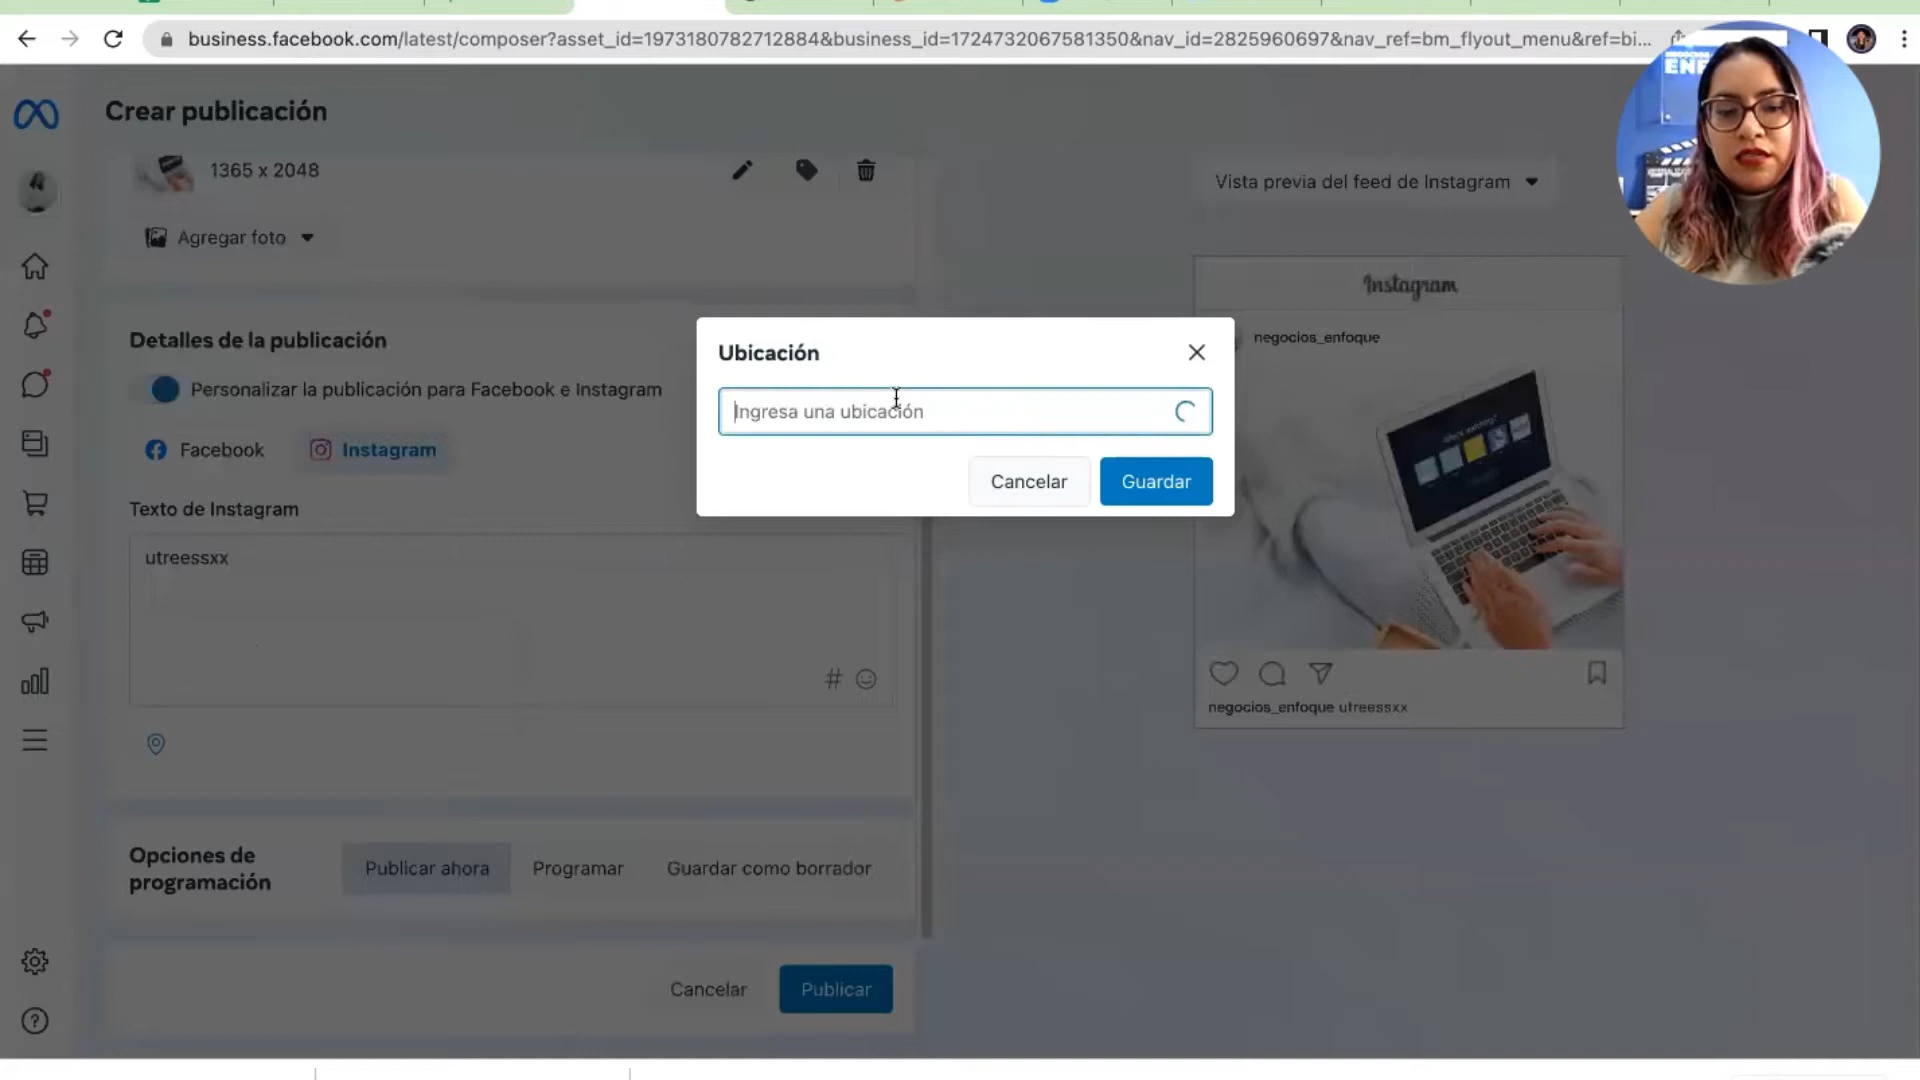 business.facebook.com/latest/composer?asset_id=1973180782712884&business_id=1724732067581350&nav_id=2825960697&nav_ref=bm_flyout_menu&ref=bi...
NEGOCIOS
Crear publicación
1365 x 2048
Vista previa del feed de Instagram
Agregar foto
Instagram
negocios_enfoque
Detalles de la publicación
Ubicación
Personalizar la publicación para Facebook e Instagram
Ingresa una ubicación
Facebook
Instagram
Cancelar
Guardar
Texto de Instagram
utreessxx
negocios_enfoque utreessxx
Opciones de programación
Publicar ahora
Programar
Guardar como borrador
Cancelar
Publicar